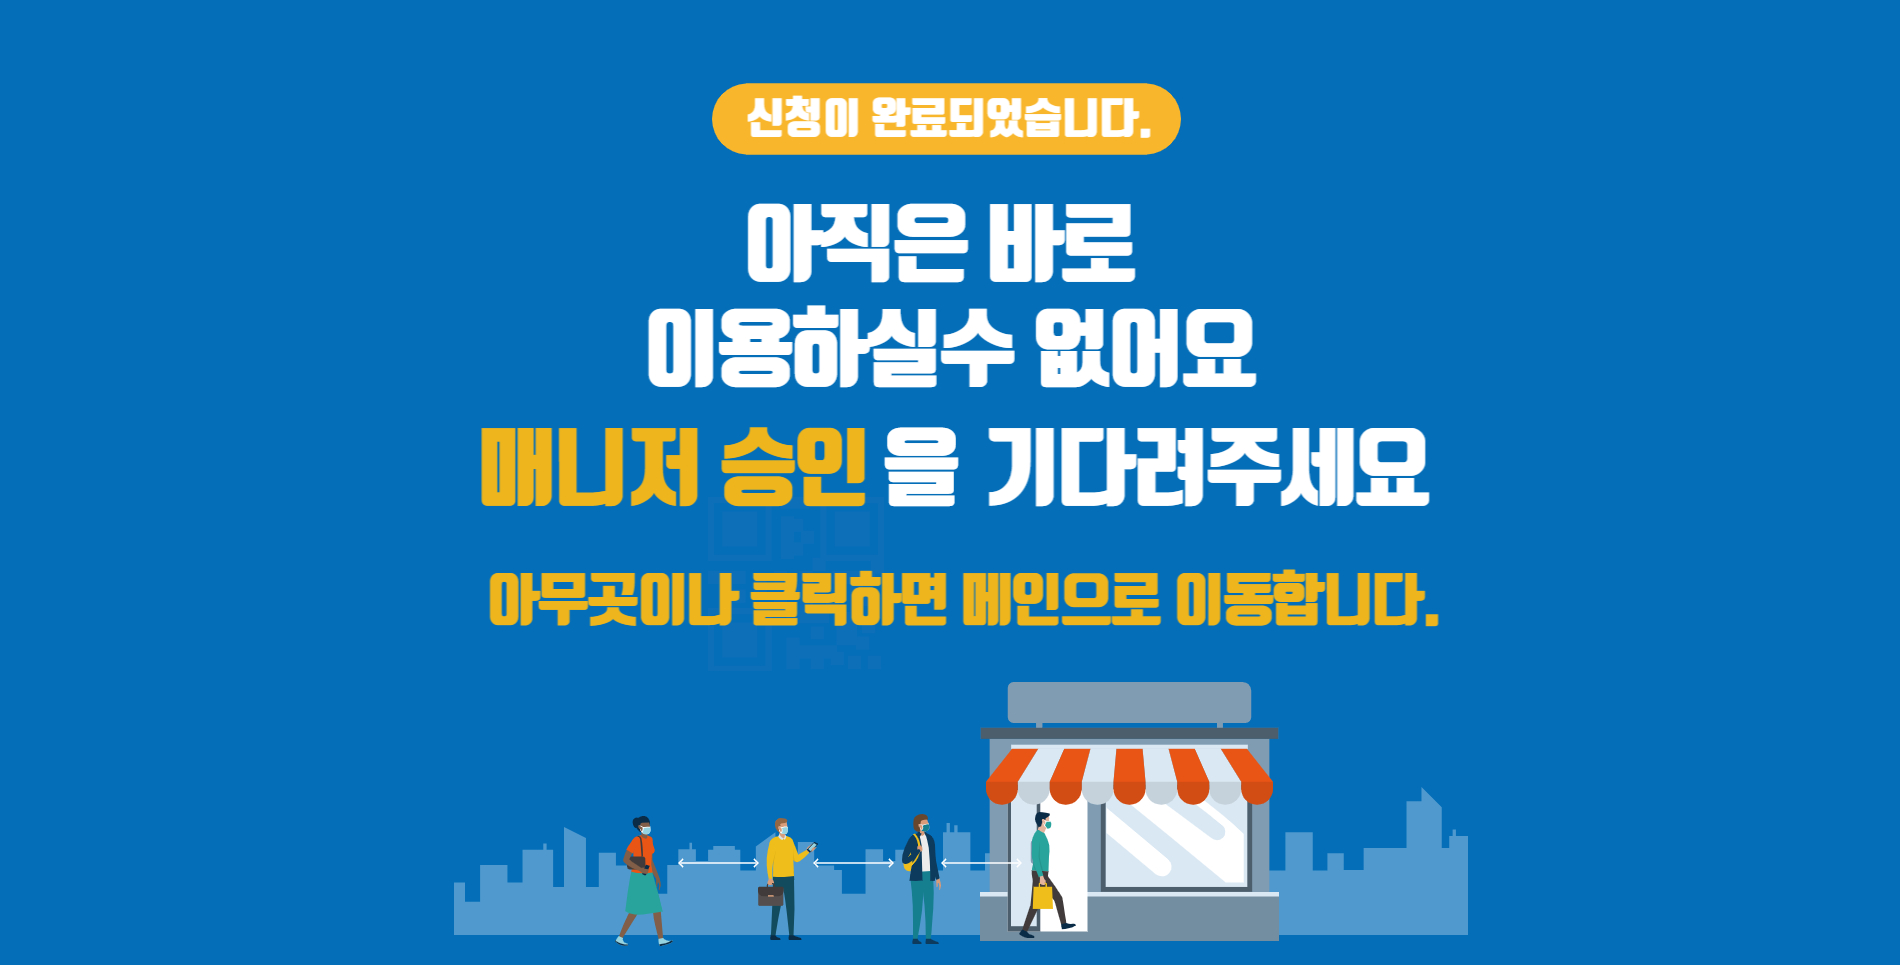 신청이 완료되었습니다.
아직은 바로
이용하실수 없어요
매니저 승인 을 기다려주세요
아무곳이나 클릭하면 메인으로 이동합니다.